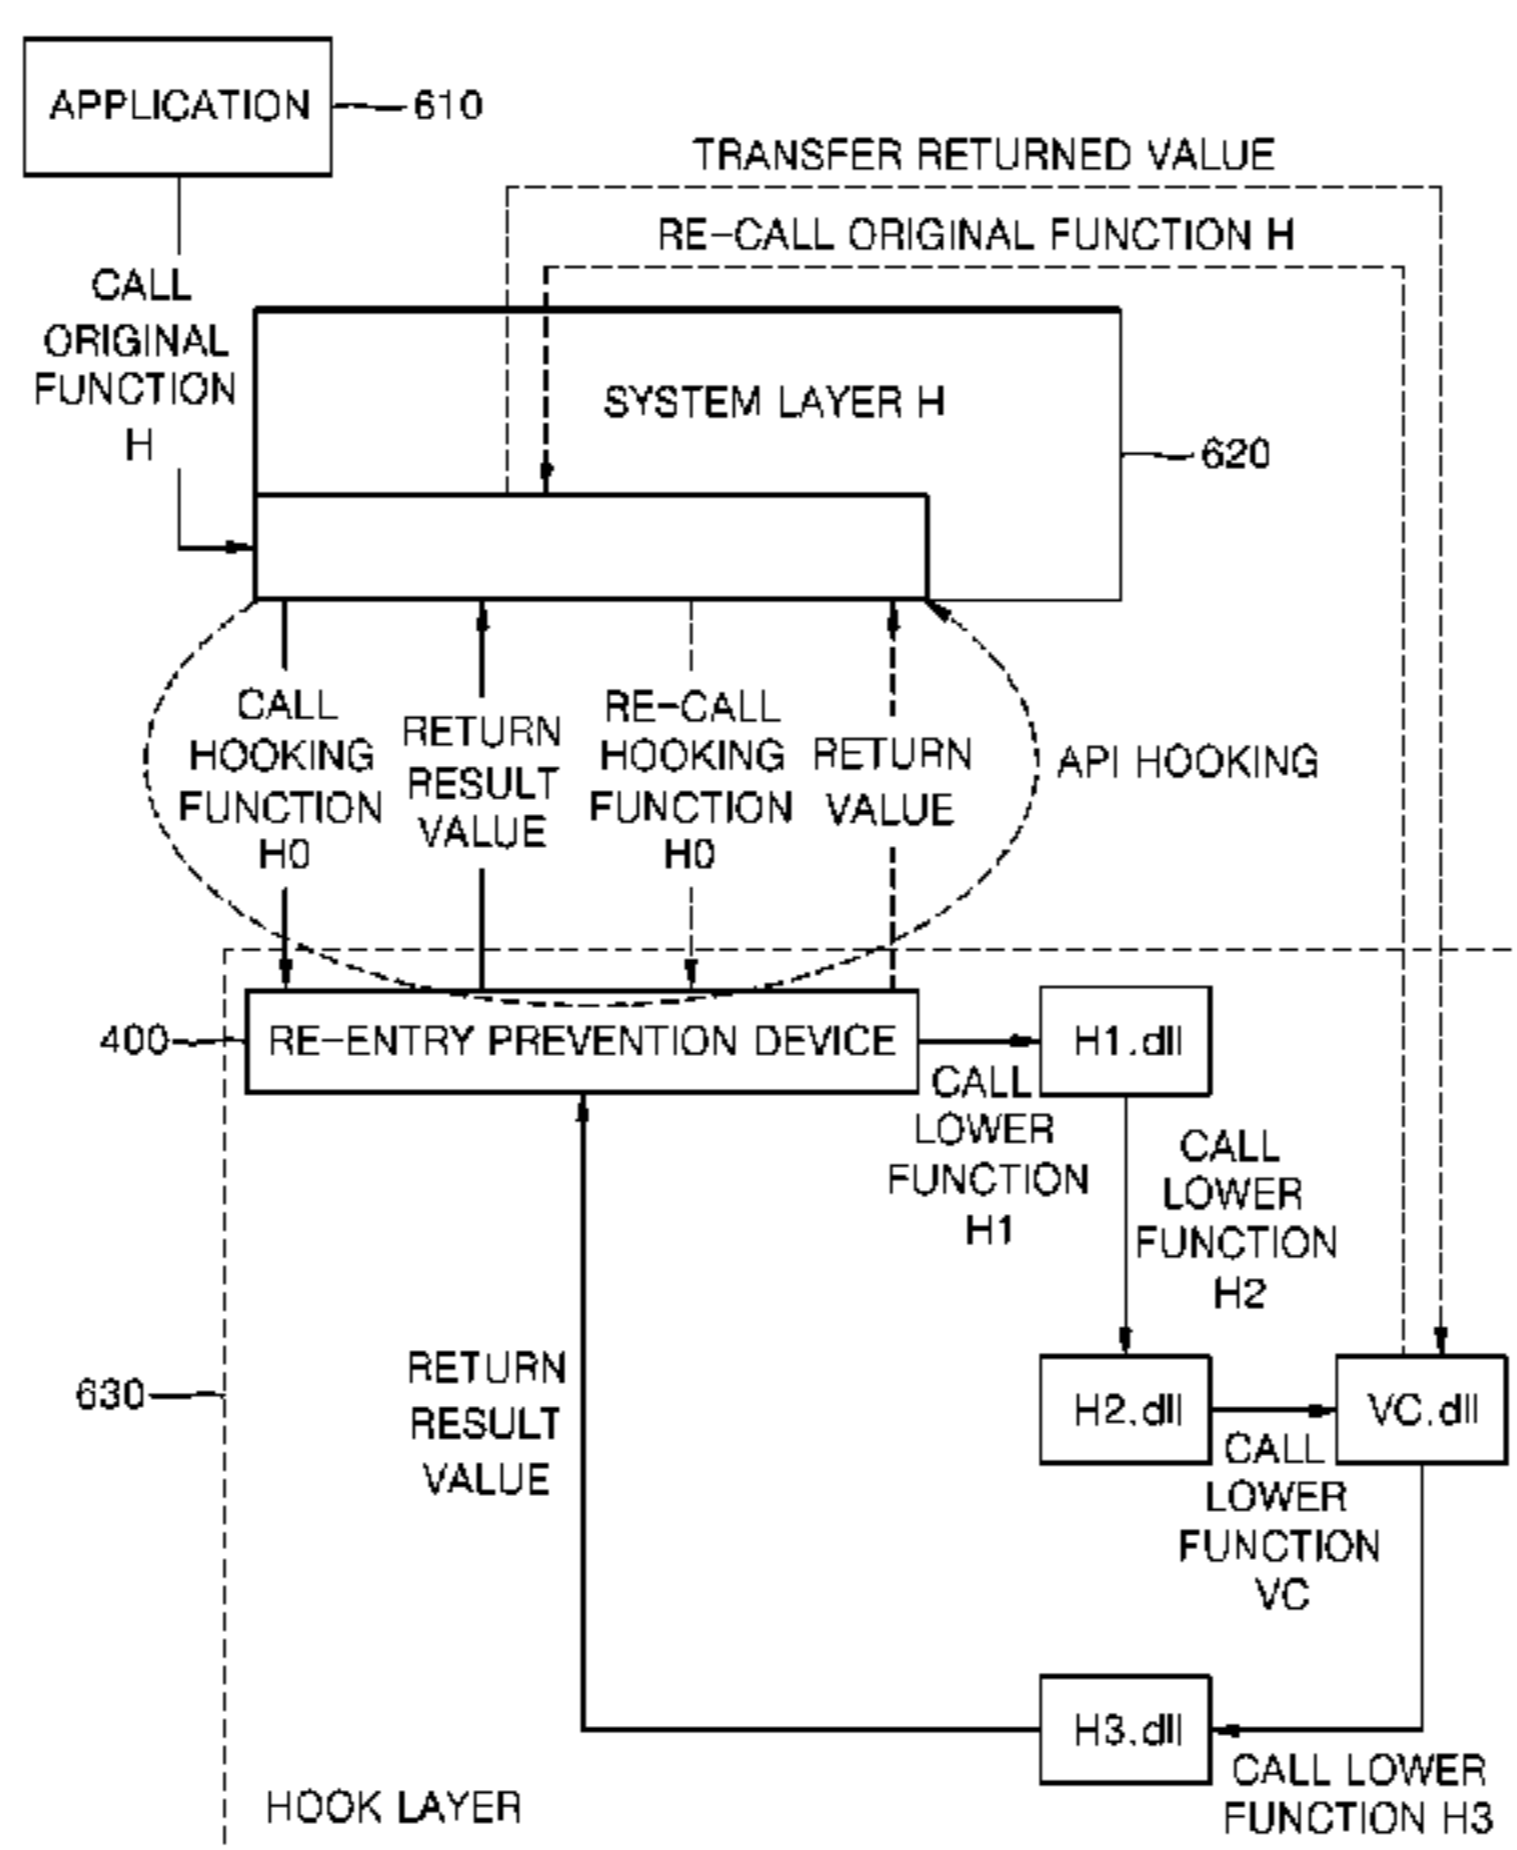 APPLICATION
610
TRANSFER RETURNED VALUE
RE-CALL ORIGINAL FUNCTION H
CALL
ORIGINAL
FUNCTION
H
SYSTEM LAYER H
620
CALL
HOOKING
FUNCTION
H0
RETURN
RESULT
VALUE
RE-CALL
HOOKING
FUNCTION
H0
RETURN
VALUE
API HOOKING
400
RE-ENTRY PREVENTION DEVICE
H1.dll
CALL
LOWER
FUNCTION
H1
CALL
LOWER
FUNCTION
H2
630
RETURN
RESULT
VALUE
H2.dll
VC.dll
CALL
LOWER
FUNCTION
VC
H3.dll
CALL LOWER
FUNCTION H3
HOOK LAYER